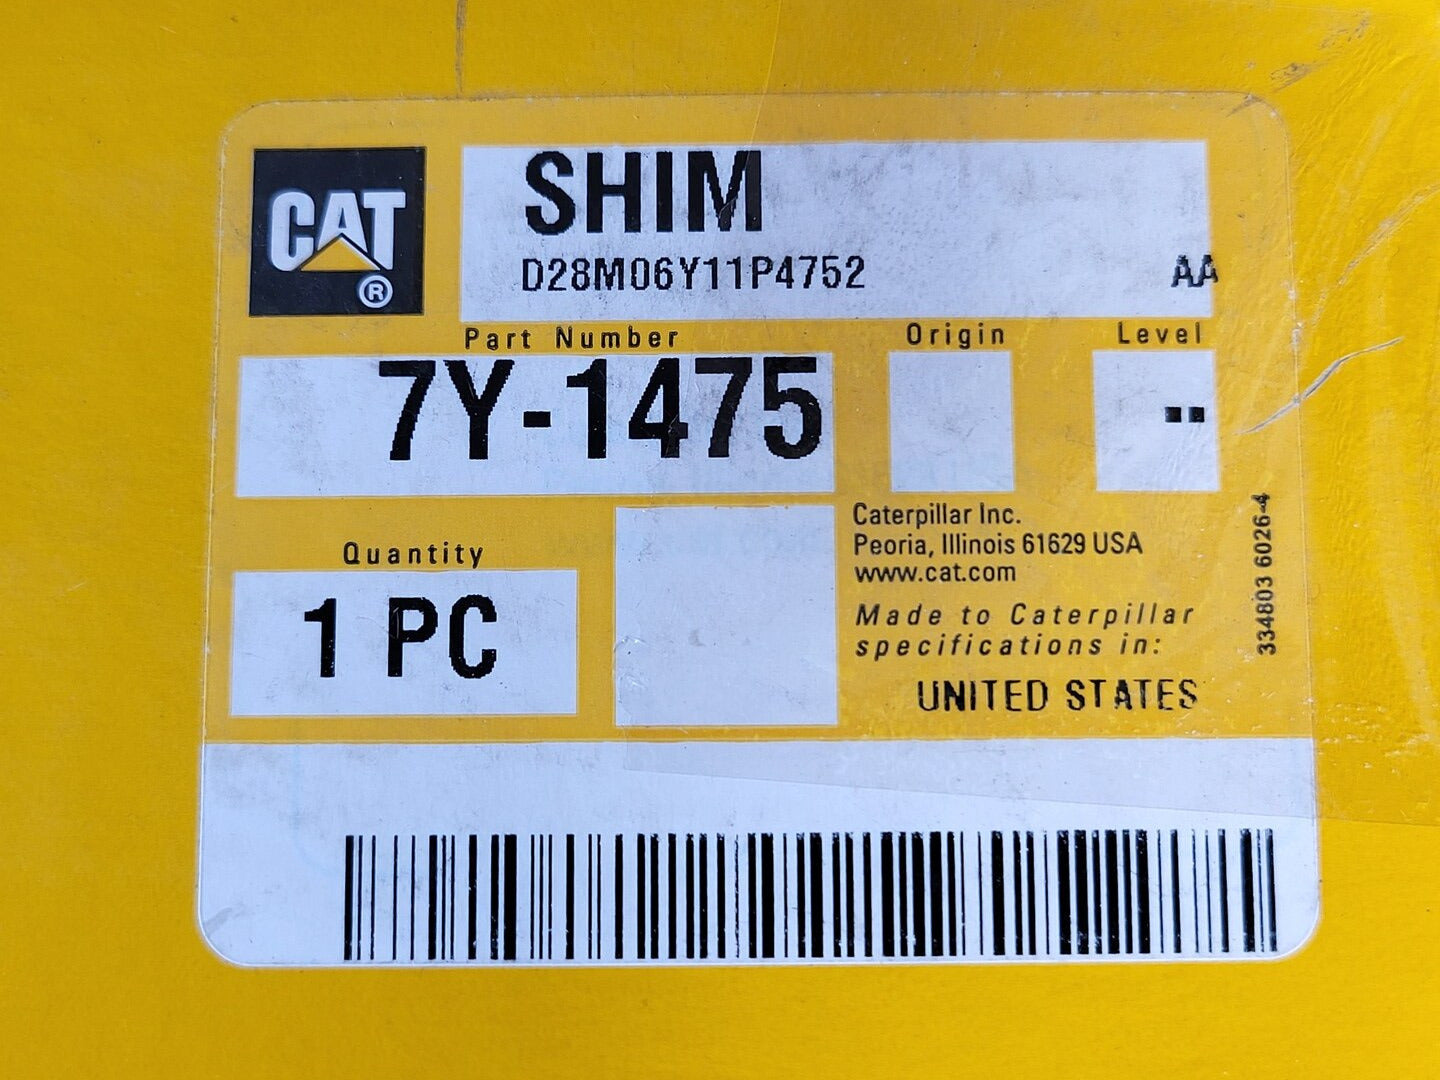 CAT
®
SHIM
D28M06Y11P4752 AA
Part Number Origin Level
7Y-1475 --
Quantity
1 PC
Caterpillar Inc.
Peoria, Illinois 61629 USA
www.cat.com
Made to Caterpillar
specifications in:
UNITED STATES
334803 6026-4